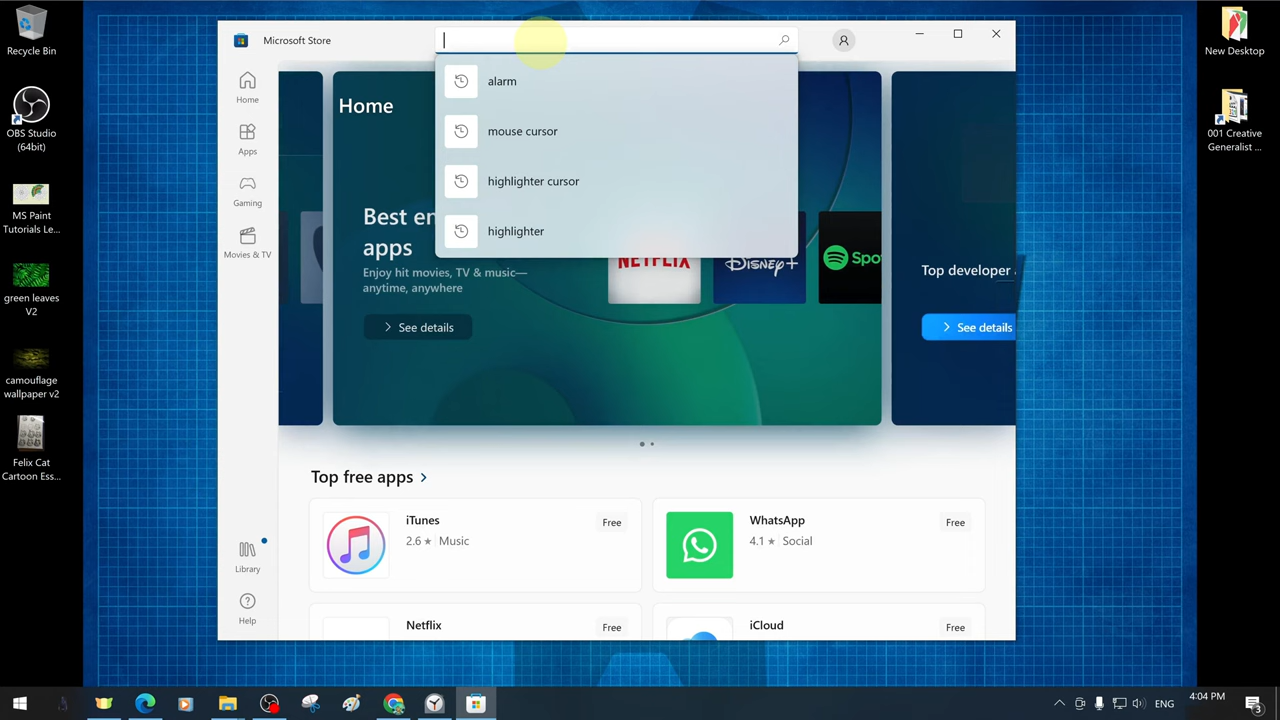 Recycle Bin
OBS Studio
(64bit)
MS Paint
Tutorials Le...
green leaves
V2
camouflage
wallpaper v2
Felix Cat
Cartoon Ess...
New Desktop
001 Creative
Generalist ...
Microsoft Store
Home
Apps
Gaming
Movies & TV
Library
Help
alarm
mouse cursor
highlighter cursor
highlighter
Home
Best en
apps
Enjoy hit movies, TV & music—
anytime, anywhere
See details
NETFLIX
Disney+
Spo
Top developer
See details
Top free apps
iTunes
Free
2.6 ★ Music
WhatsApp
Free
4.1 ★ Social
Netflix
Free
iCloud
Free
ENG
4:04 PM
3